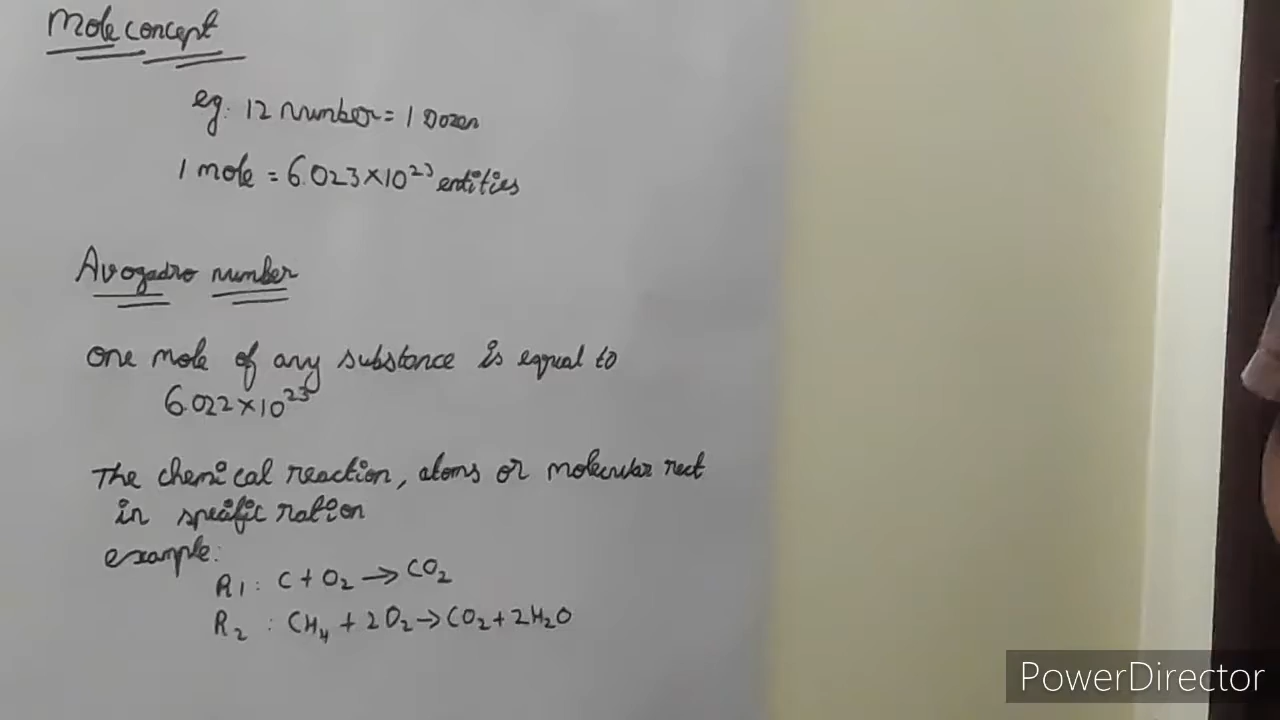 Mole concept
eg. 12 number = 1 Dozen
1 mole = 6.023×10²³ entities
Avogadro number
One mole of any substance is equal to
6.022×10²³
The chemical reaction, atoms or molecular rect
in specific ration
example:
R1: C + O₂ → CO₂
R₂ : CH₄ + 2O₂ → CO₂ + 2H₂O
PowerDirector